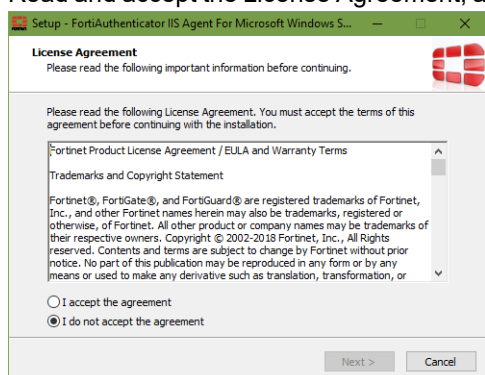 Read and accept the License Agreement, a
Setup - FortiAuthenticator IIS Agent For Microsoft Windows S...
License Agreement
Please read the following important information before continuing.
Please read the following License Agreement. You must accept the terms of this
agreement before continuing with the installation.
Fortinet Product License Agreement / EULA and Warranty Terms
Trademarks and Copyright Statement
Fortinet®, FortiGate®, and FortiGuard® are registered trademarks of Fortinet,
Inc., and other Fortinet names herein may also be trademarks, registered or
otherwise, of Fortinet. All other product or company names may be trademarks of
their respective owners. Copyright © 2002-2018 Fortinet, Inc., All Rights
reserved. Contents and terms are subject to change by Fortinet without prior
notice. No part of this publication may be reproduced in any form or by any
means or used to make any derivative such as translation, transformation, or
I accept the agreement
I do not accept the agreement
Next >
Cancel